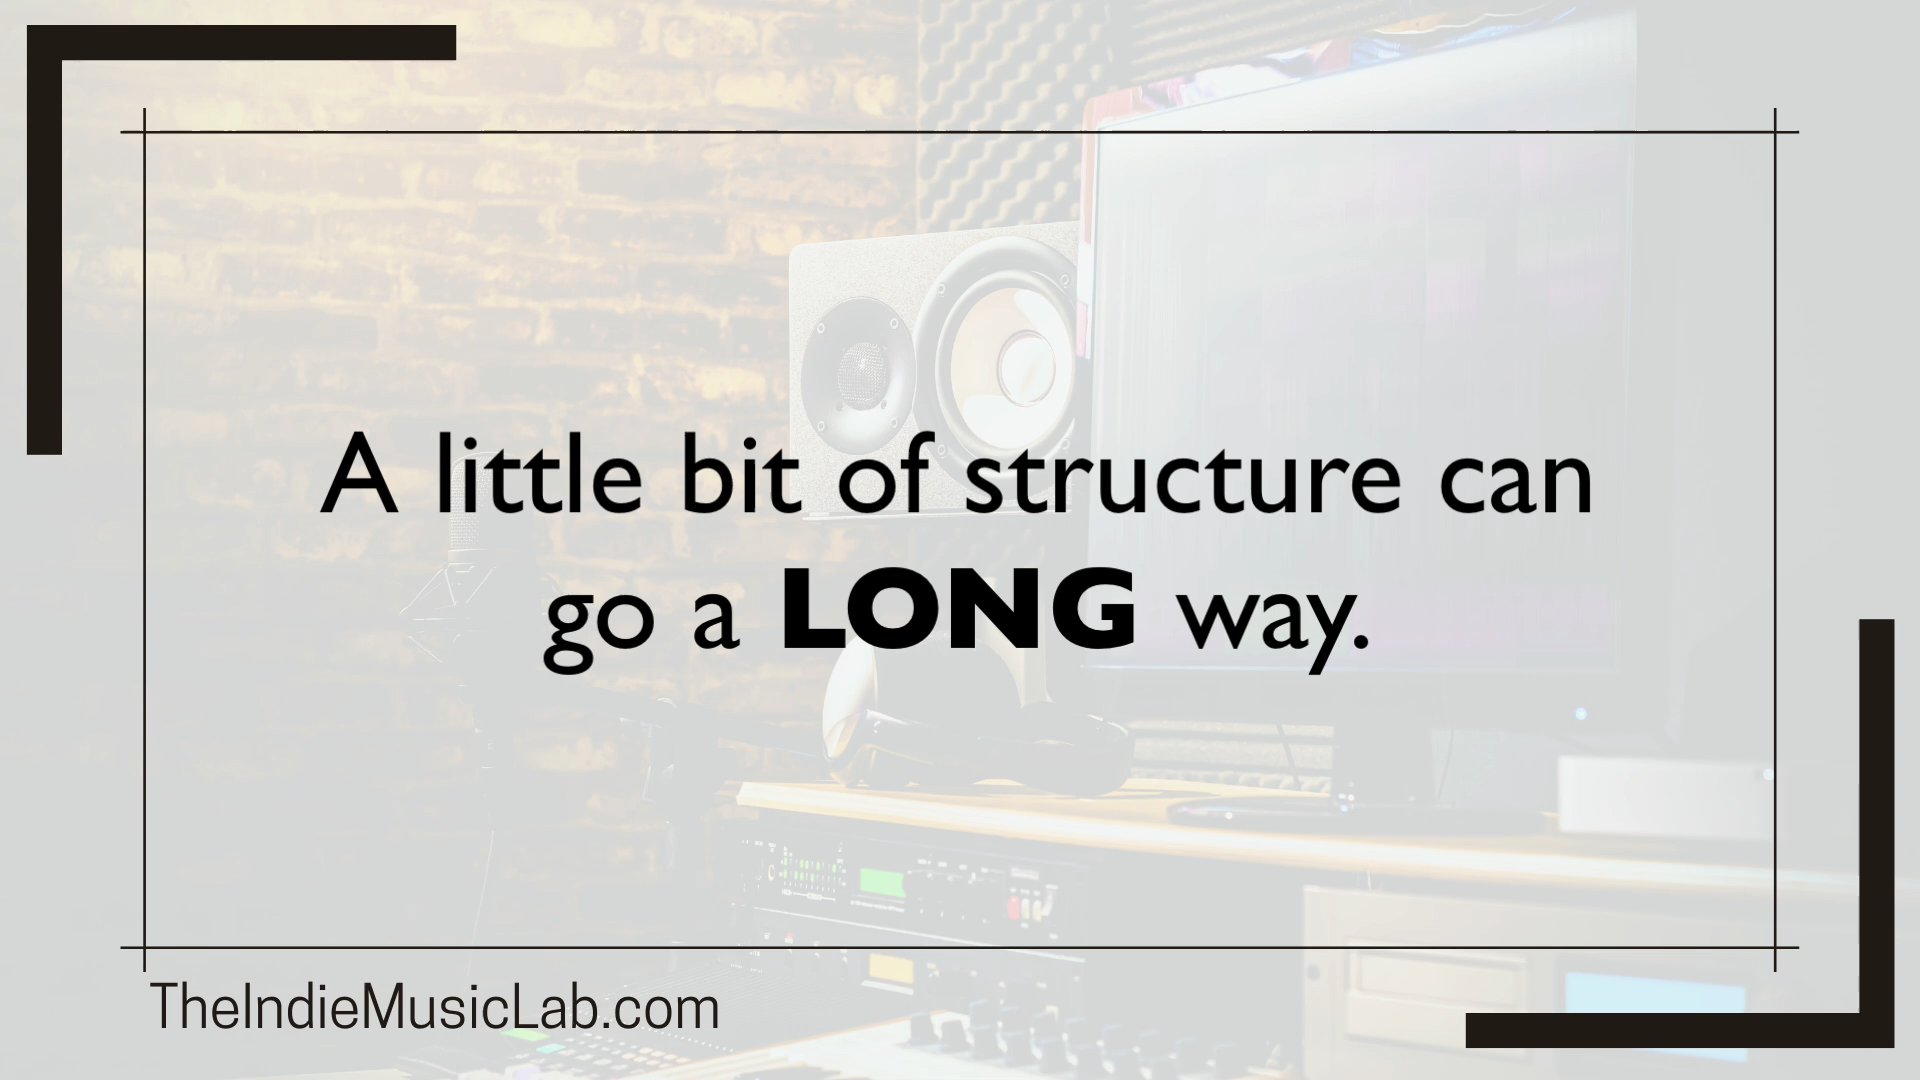 A little bit of structure can
go a LONG way.
TheIndieMusicLab.com